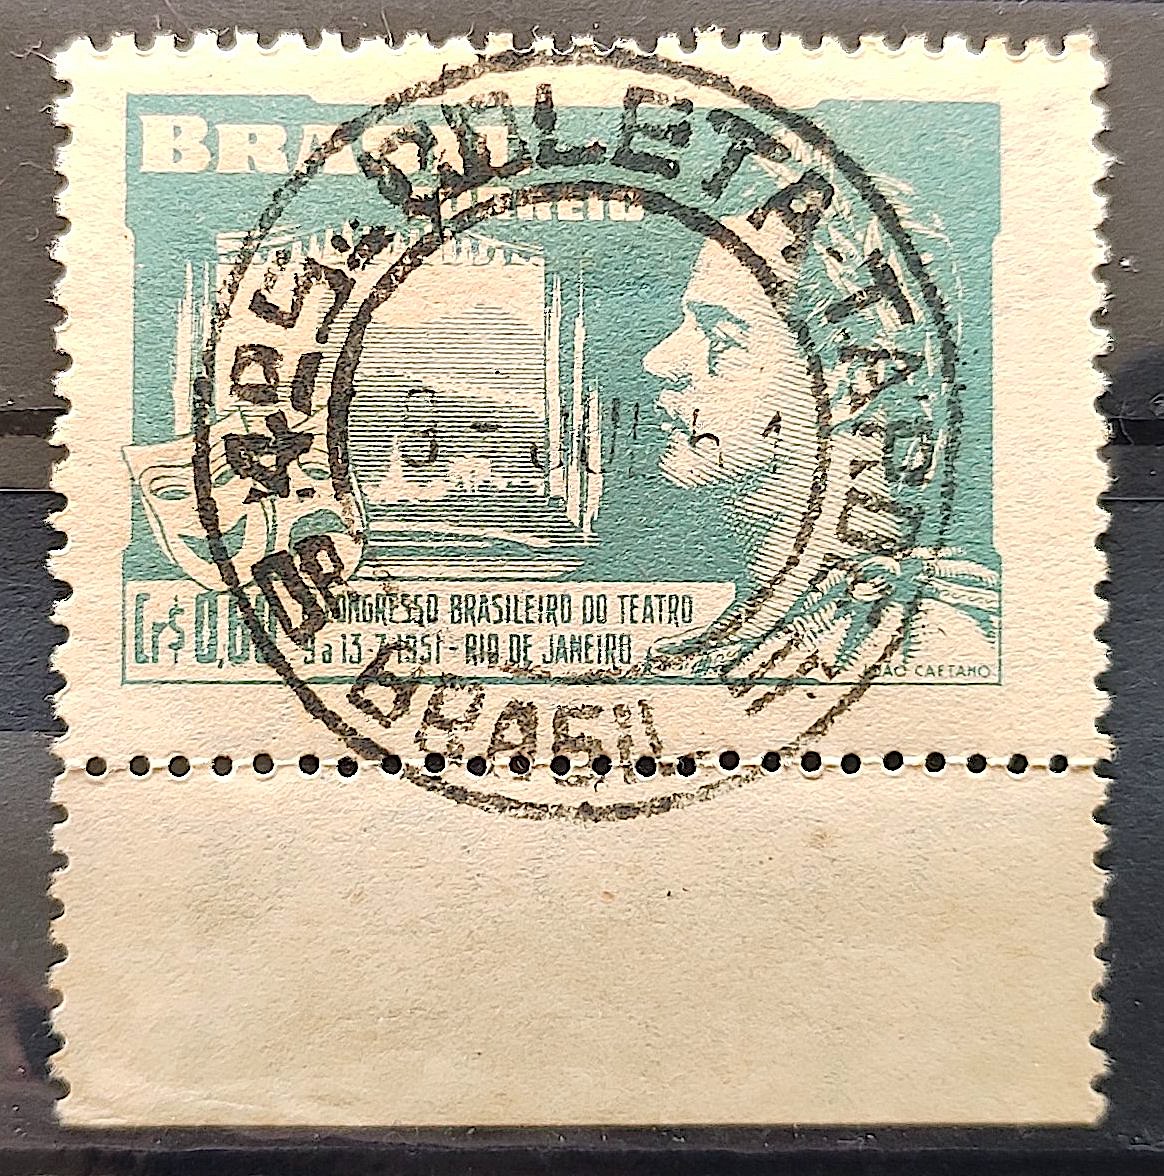 BRASIL
CORREIO
Cr$ 0,60
CONGRESSO BRASILEIRO DO TEATRO
9 a 13-7-1951 - RIO DE JANEIRO
JOÃO CAETANO
COLETA TARDE
BRASIL